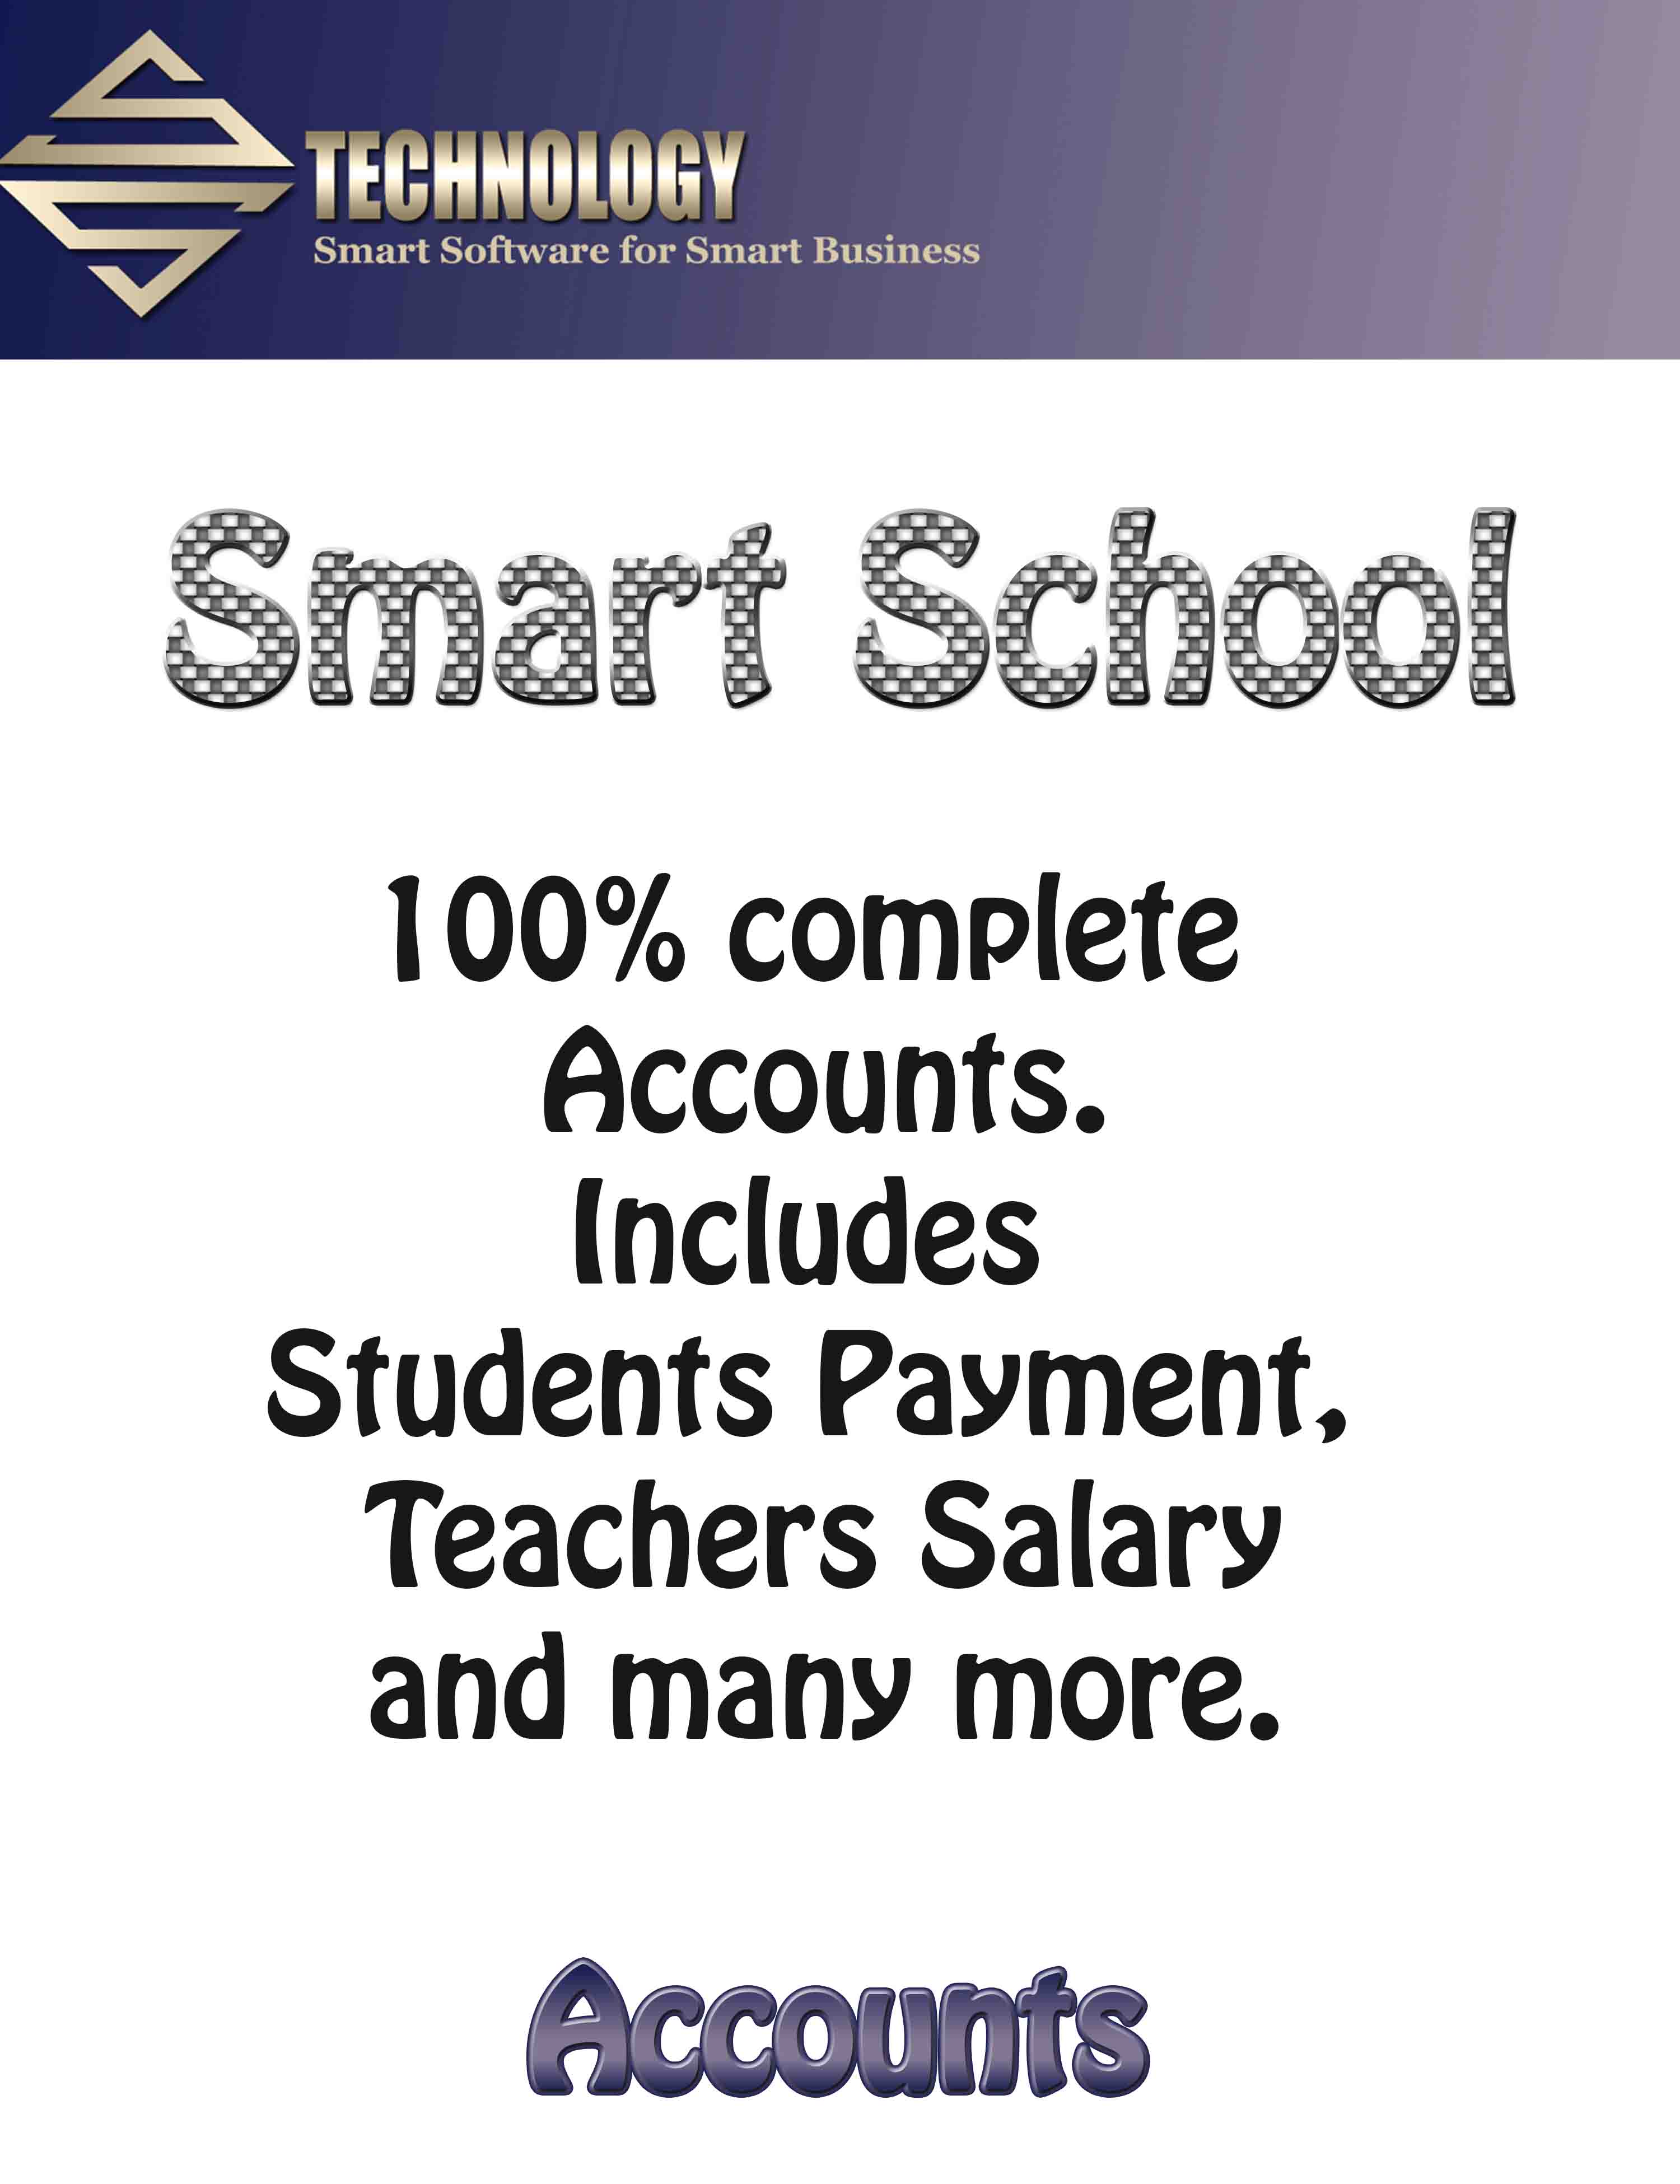 TECHNOLOGY
Smart Software for Smart Business
Smart School
100% complete
Accounts.
Includes
Students Payment,
Teachers Salary
and many more.
Accounts